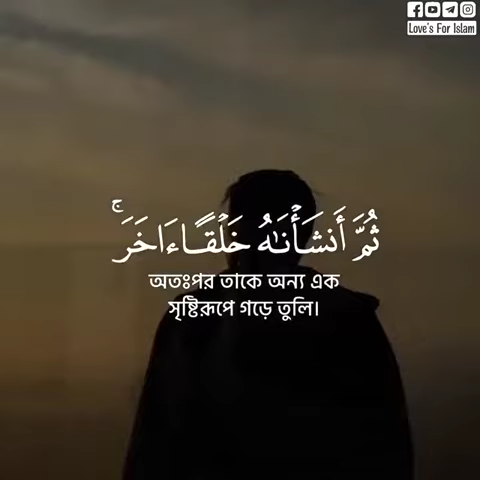 Love's For Islam
ثُمَّ أَنشَأْنَٰهُ خَلْقًا ءَاخَرَ ۚ
অতঃপর তাকে অন্য এক
সৃষ্টিরূপে গড়ে তুলি।